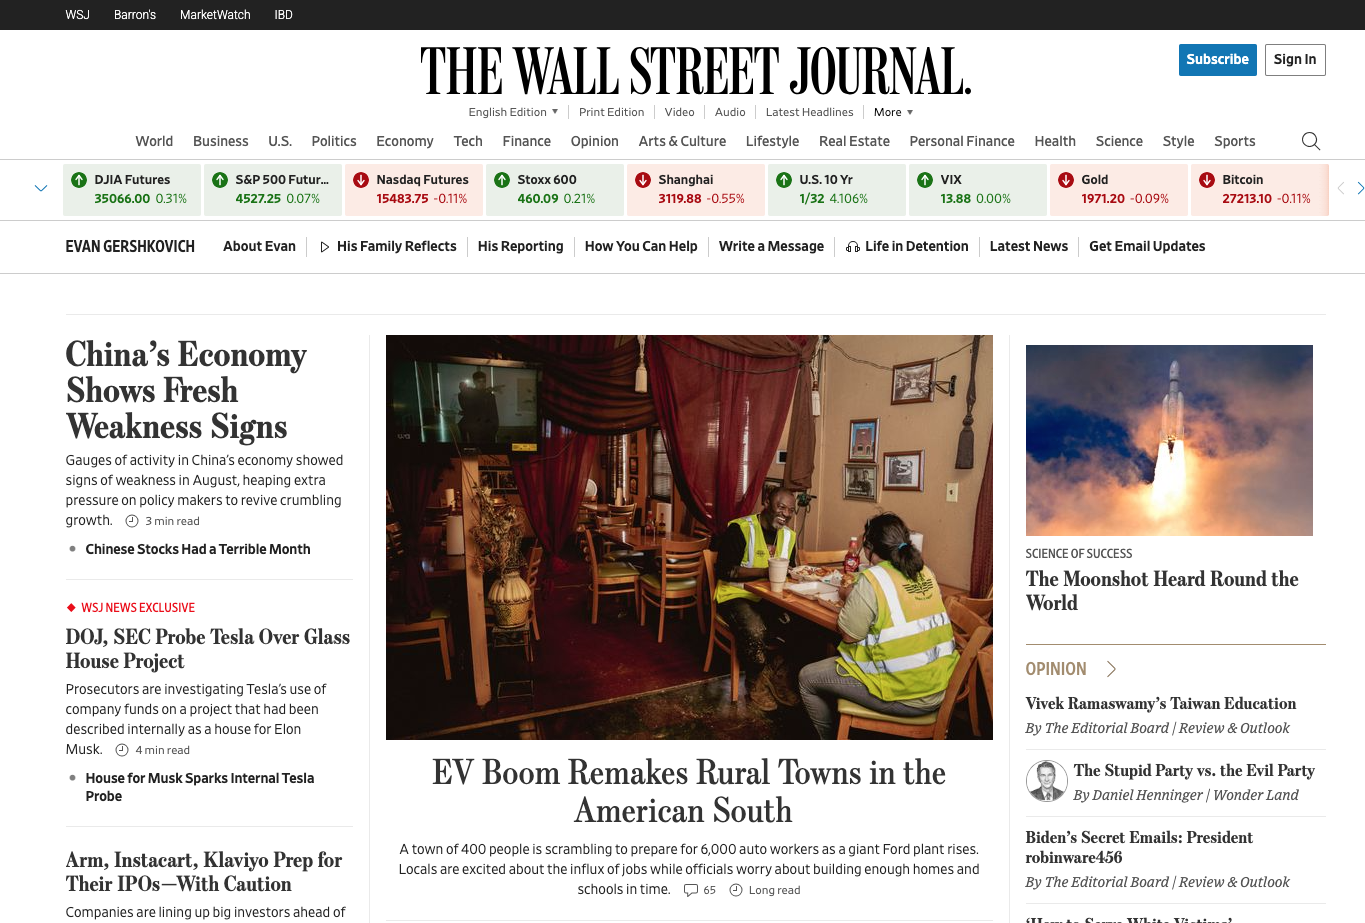 WSJ Barron's MarketWatch IBD
THE WALL STREET JOURNAL.
Subscribe Sign In
English Edition Print Edition Video Audio Latest Headlines More
World Business U.S. Politics Economy Tech Finance Opinion Arts & Culture Lifestyle Real Estate Personal Finance Health Science Style Sports
DJIA Futures S&P 500 Futur... Nasdaq Futures Stoxx 600 Shanghai U.S. 10 Yr VIX Gold Bitcoin
35066.00 0.31% 4527.25 0.07% 15483.75 -0.11% 460.09 0.21% 3119.88 -0.55% 1/32 4.106% 13.88 0.00% 1971.20 -0.09% 27213.10 -0.11%
EVAN GERSHKOVICH About Evan His Family Reflects His Reporting How You Can Help Write a Message Life in Detention Latest News Get Email Updates
China's Economy
Shows Fresh
Weakness Signs
Gauges of activity in China's economy showed
signs of weakness in August, heaping extra
pressure on policy makers to revive crumbling
growth. 3 min read
Chinese Stocks Had a Terrible Month
WSJ NEWS EXCLUSIVE
DOJ, SEC Probe Tesla Over Glass
House Project
Prosecutors are investigating Tesla's use of
company funds on a project that had been
described internally as a house for Elon
Musk. 4 min read
House for Musk Sparks Internal Tesla
Probe
Arm, Instacart, Klaviyo Prep for
Their IPOs—With Caution
Companies are lining up big investors ahead of
EV Boom Remakes Rural Towns in the
American South
A town of 400 people is scrambling to prepare for 6,000 auto workers as a giant Ford plant rises.
Locals are excited about the influx of jobs while officials worry about building enough homes and
schools in time. 65 Long read
SCIENCE OF SUCCESS
The Moonshot Heard Round the
World
OPINION
Vivek Ramaswamy's Taiwan Education
By The Editorial Board | Review & Outlook
The Stupid Party vs. the Evil Party
By Daniel Henninger | Wonder Land
Biden's Secret Emails: President
robinware456
By The Editorial Board | Review & Outlook